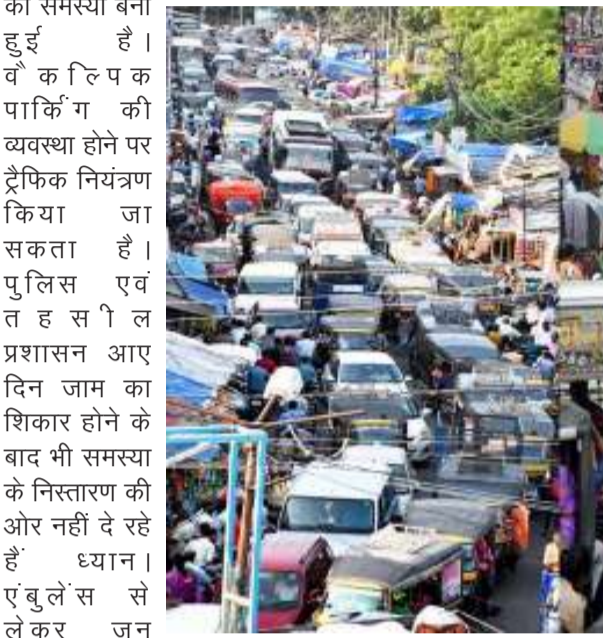 की समस्या बनी
हुई है।
वैकल्पिक
पार्किंग की
व्यवस्था होने पर
ट्रैफिक नियंत्रण
किया जा
सकता है।
पुलिस एवं
तहसील
प्रशासन आए
दिन जाम का
शिकार होने के
बाद भी समस्या
के निस्तारण की
ओर नहीं दे रहे
हैं ध्यान।
एंबुलेंस से
लेकर जन